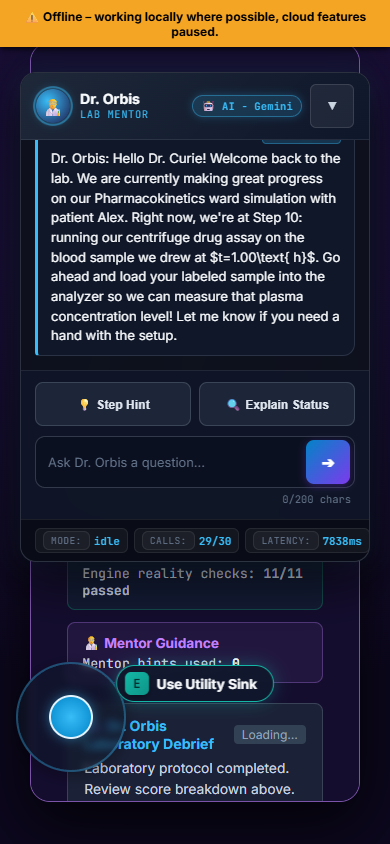 ⚠️ Offline – working locally where possible, cloud features
paused.
Dr. Orbis
LAB MENTOR
AI - Gemini
▼
Dr. Orbis: Hello Dr. Curie! Welcome back to the
lab. We are currently making great progress
on our Pharmacokinetics ward simulation with
patient Alex. Right now, we're at Step 10:
running our centrifuge drug assay on the
blood sample we drew at $t=1.00\text{ h}$. Go
ahead and load your labeled sample into the
analyzer so we can measure that plasma
concentration level! Let me know if you need a
hand with the setup.
Step Hint
Explain Status
Ask Dr. Orbis a question...
➔
0/200 chars
MODE: idle
CALLS: 29/30
LATENCY: 7838ms
Engine reality checks: 11/11
passed
Mentor Guidance
Mentor hints used: 0
E Use Utility Sink
Orbis
Debrief
Loading...
Laboratory protocol completed.
Review score breakdown above.